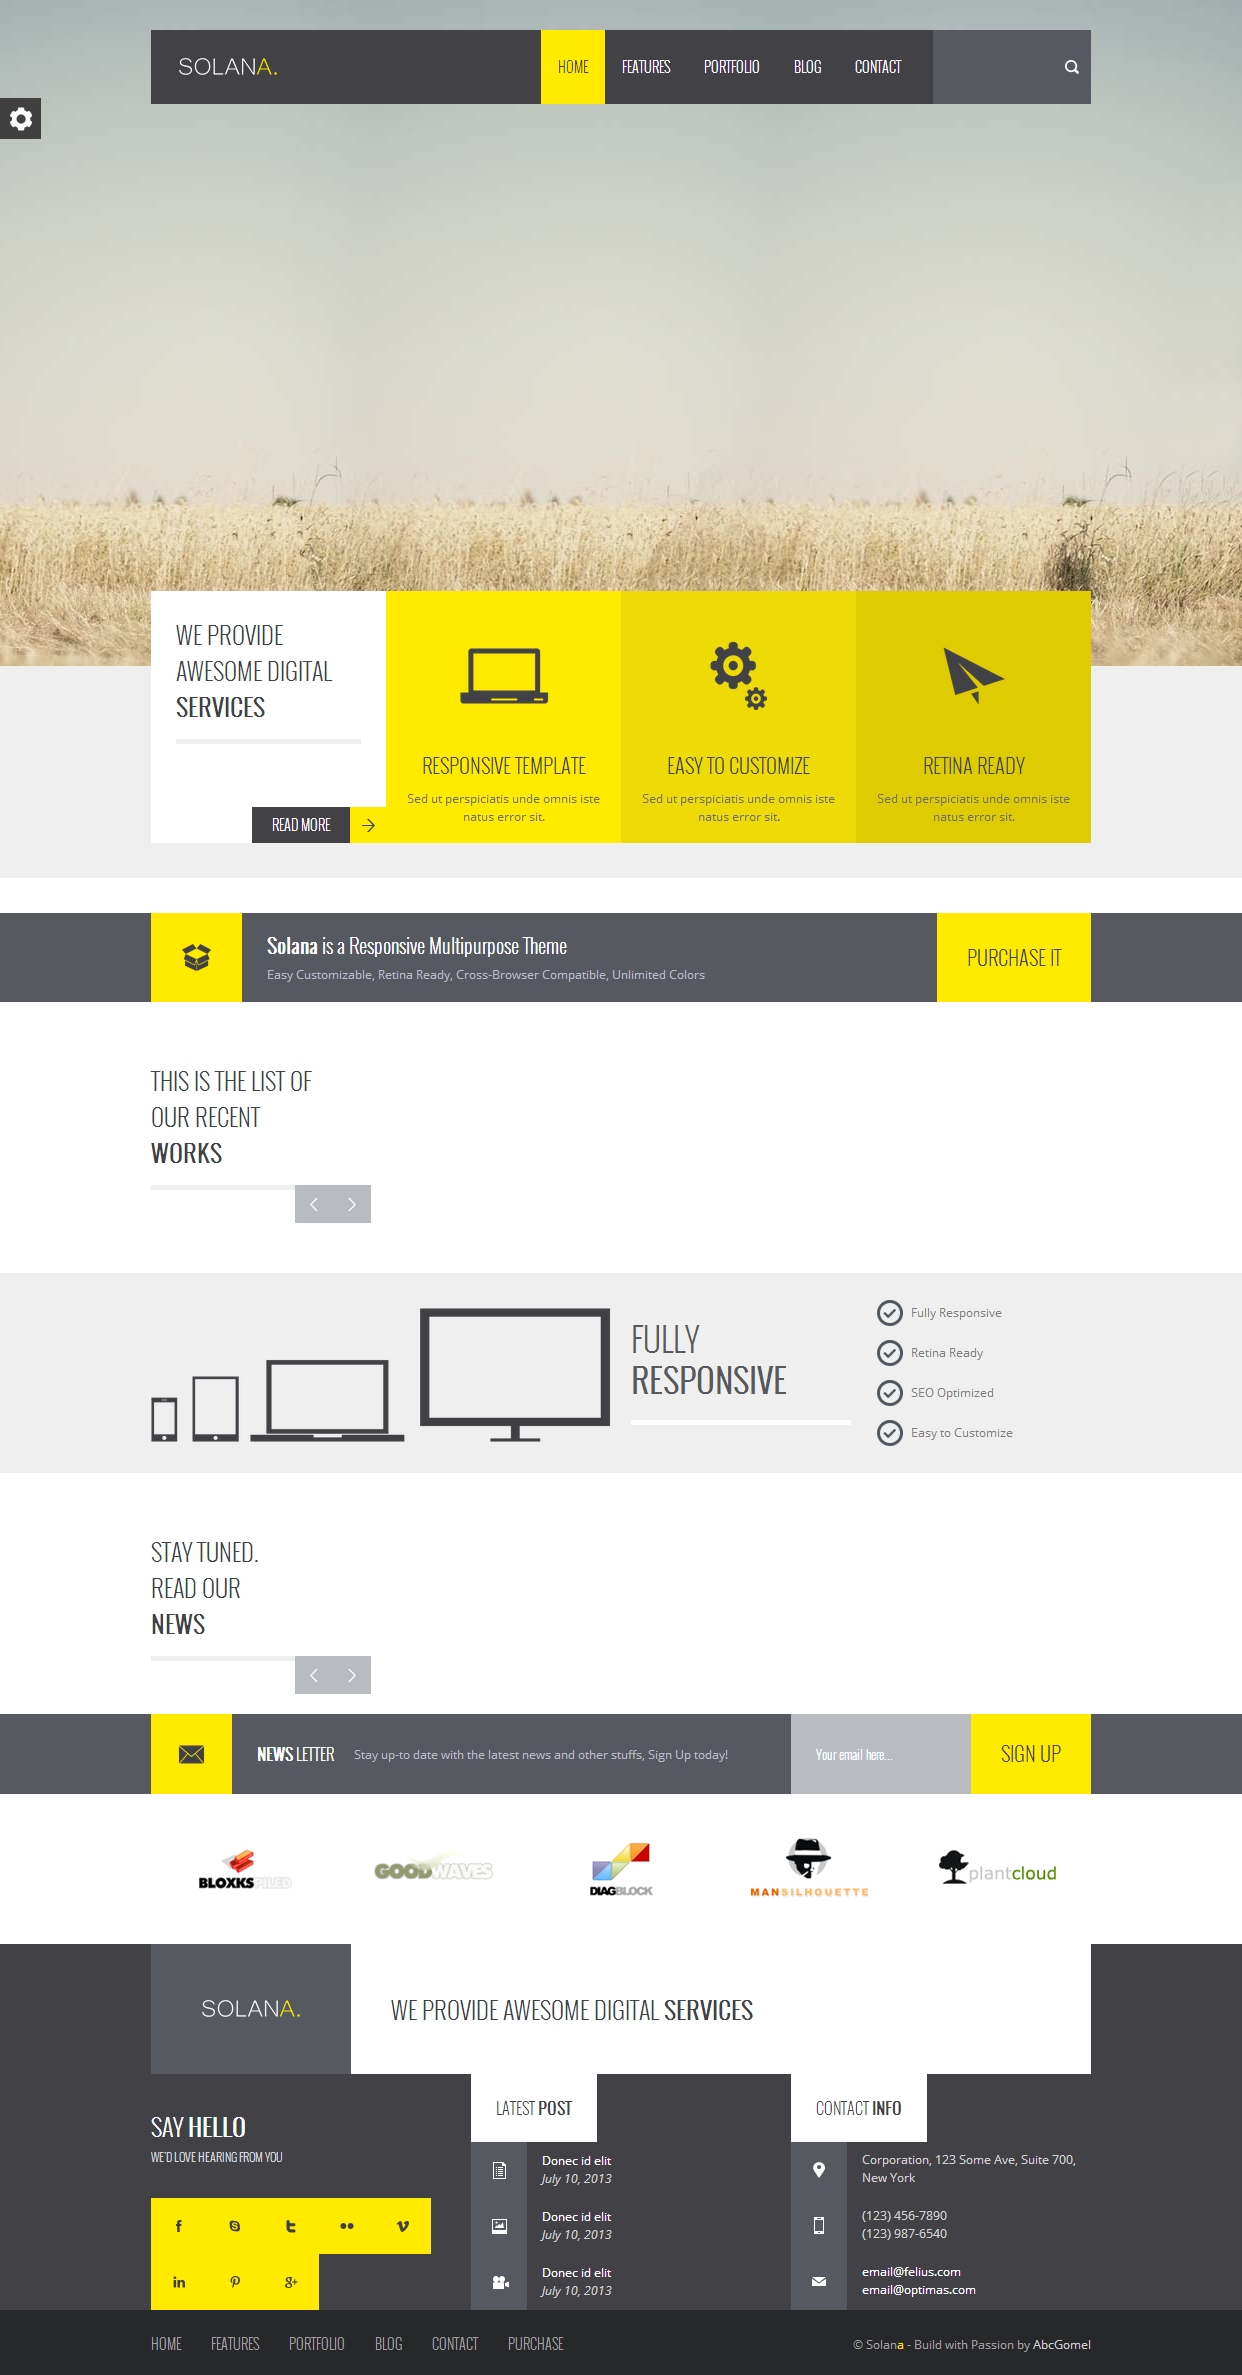 SOLANA.
HOME
FEATURES
PORTFOLIO
BLOG
CONTACT
WE PROVIDE
AWESOME DIGITAL
SERVICES
READ MORE
RESPONSIVE TEMPLATE
Sed ut perspiciatis unde omnis iste
natus error sit.
EASY TO CUSTOMIZE
Sed ut perspiciatis unde omnis iste
natus error sit.
RETINA READY
Sed ut perspiciatis unde omnis iste
natus error sit.
Solana is a Responsive Multipurpose Theme
Easy Customizable, Retina Ready, Cross-Browser Compatible, Unlimited Colors
PURCHASE IT
THIS IS THE LIST OF
OUR RECENT
WORKS
FULLY
RESPONSIVE
Fully Responsive
Retina Ready
SEO Optimized
Easy to Customize
STAY TUNED.
READ OUR
NEWS
NEWS LETTER
Stay up-to date with the latest news and other stuffs, Sign Up today!
Your email here...
SIGN UP
BLOXKSPILED
GOODWAVES
DIAGBLOCK
MANSILHOUETTE
plantcloud
SOLANA.
WE PROVIDE AWESOME DIGITAL SERVICES
SAY HELLO
WE'D LOVE HEARING FROM YOU
LATEST POST
Donec id elit
July 10, 2013
Donec id elit
July 10, 2013
Donec id elit
July 10, 2013
CONTACT INFO
Corporation, 123 Some Ave, Suite 700,
New York
(123) 456-7890
(123) 987-6540
email@felius.com
email@optimas.com
HOME
FEATURES
PORTFOLIO
BLOG
CONTACT
PURCHASE
© Solana - Build with Passion by AbcGomel